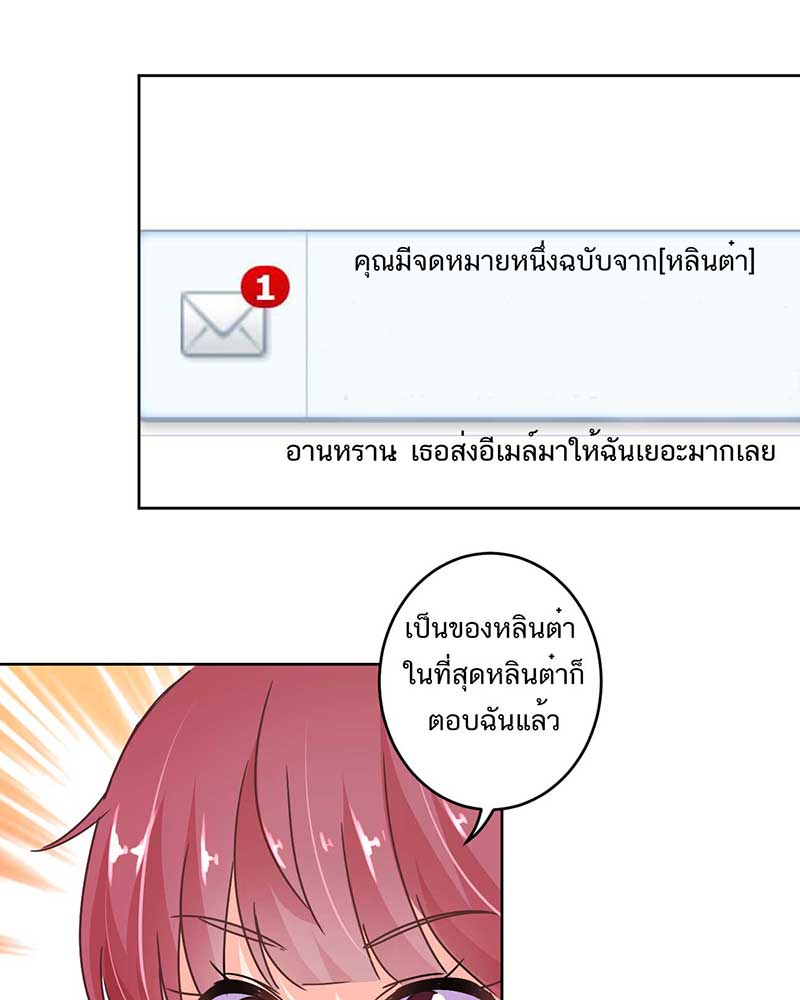 คุณมีจดหมายหนึ่งฉบับจาก[หลินต๋า]
1
อานหราน: เธอส่งอีเมล์มาให้ฉันเยอะมากเลย
เป็นของหลินต๋า
ในที่สุดหลินต๋าก็
ตอบฉันแล้ว